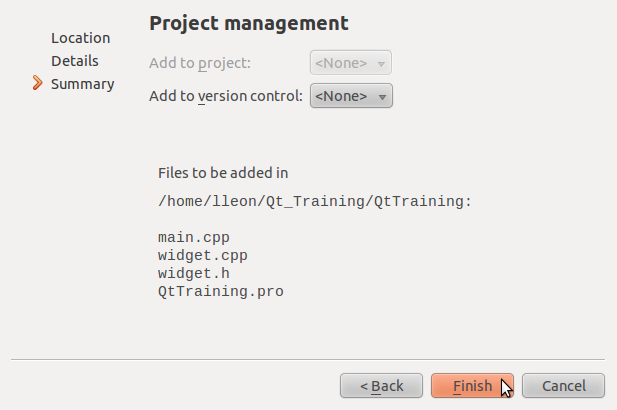 Project management
Location
Details
Summary
Add to project: <None>
Add to version control: <None>
Files to be added in
/home/lleon/Qt_Training/QtTraining:
main.cpp
widget.cpp
widget.h
QtTraining.pro
< Back Finish Cancel